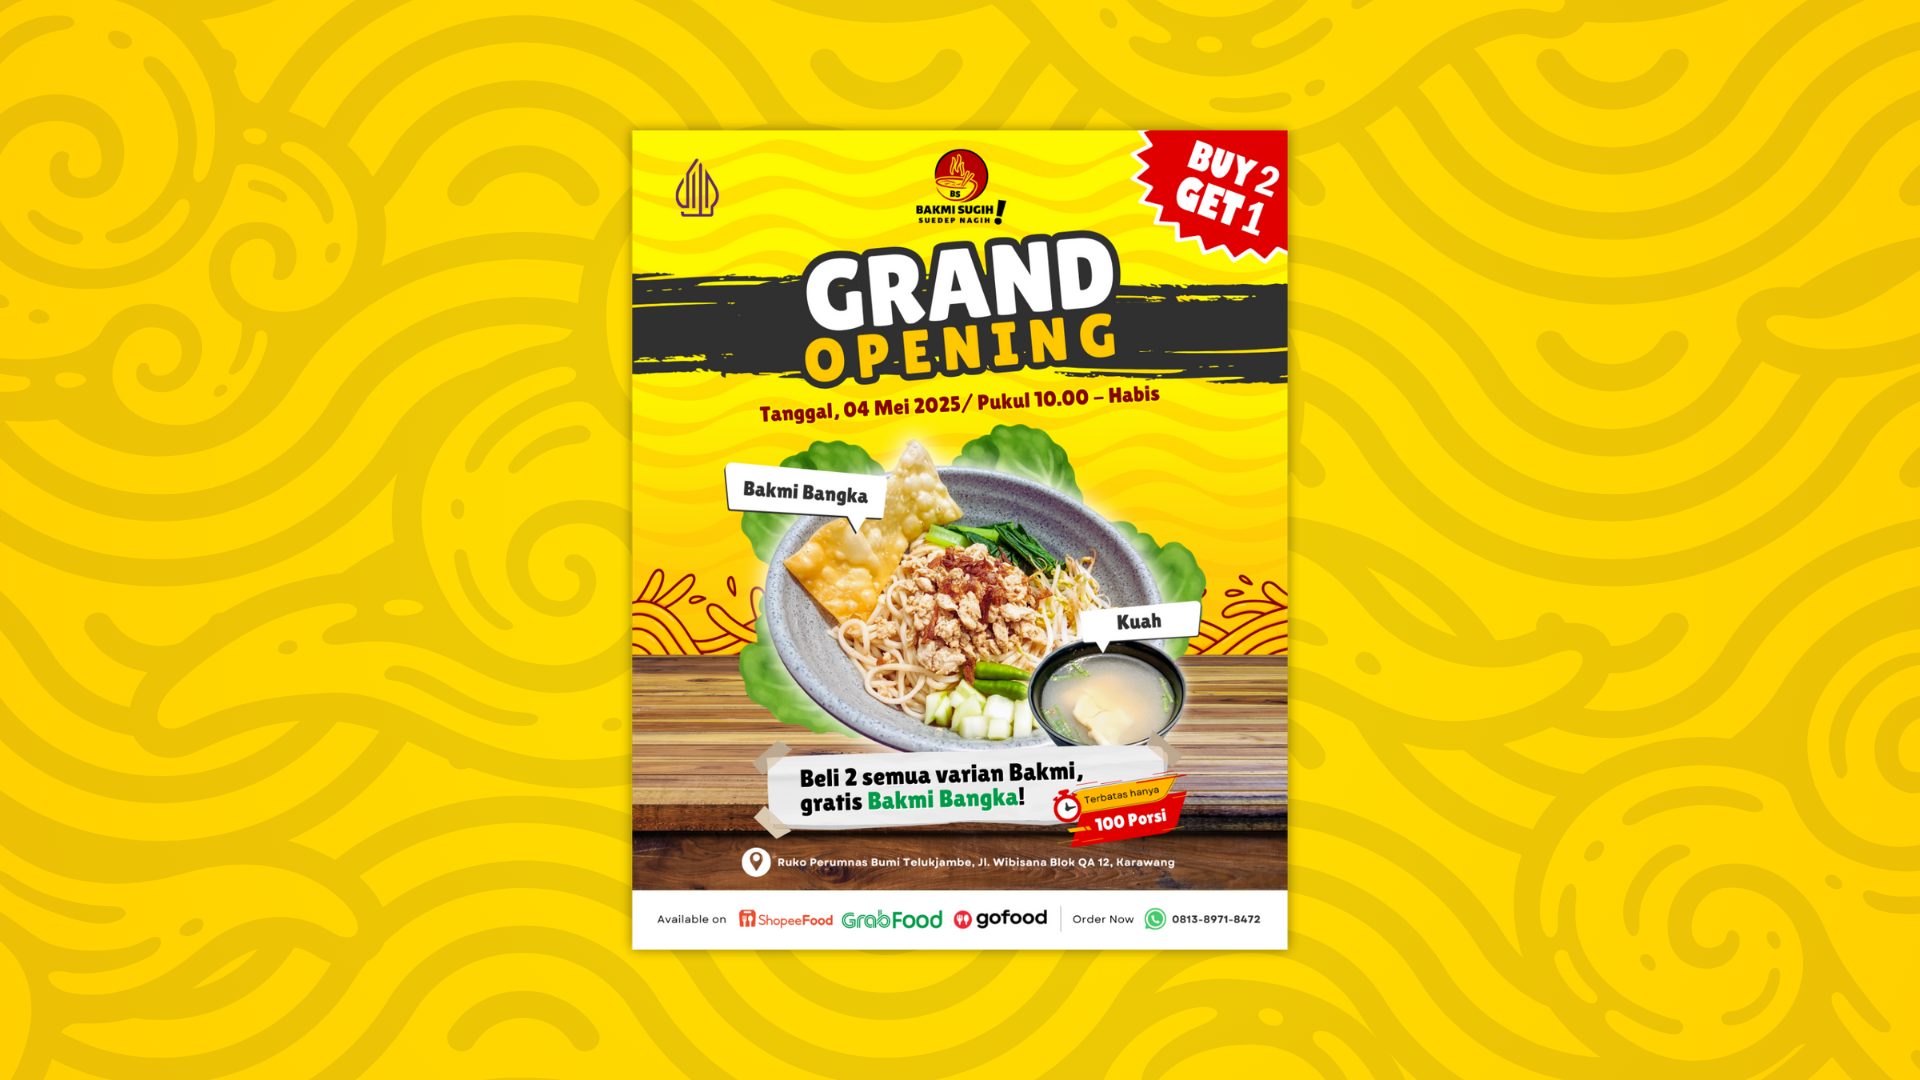 BUY 2
GET 1
BS
BAKMI SUGIH!
SUEDEP NAGIH
GRAND
OPENING
Tanggal, 04 Mei 2025/ Pukul 10.00 – Habis
Bakmi Bangka
Kuah
Beli 2 semua varian Bakmi,
gratis Bakmi Bangka!
Terbatas hanya
100 Porsi
Ruko Perumnas Bumi Telukjambe, Jl. Wibisana Blok QA 12, Karawang
Available on ShopeeFood GrabFood gofood Order Now 0813-8971-8472